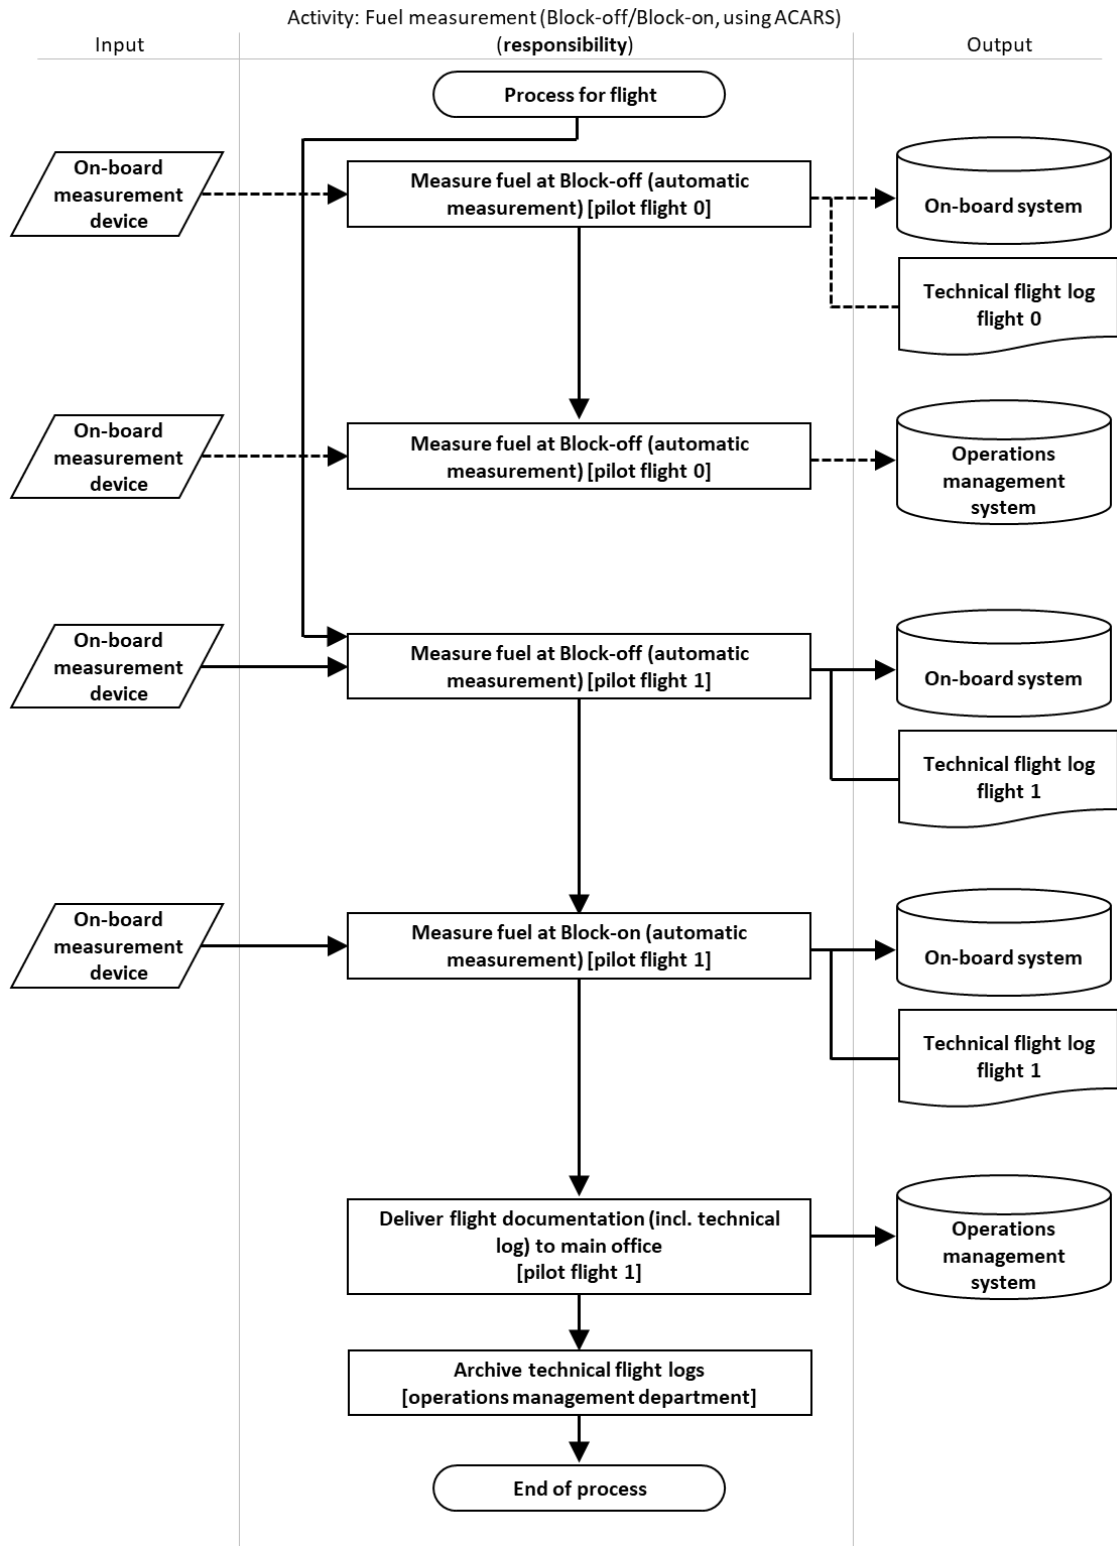 Activity: Fuel measurement (Block-off/Block-on, using ACARS)
Input
(responsibility)
Output
Process for flight
On-board
measurement
device
Measure fuel at Block-off (automatic
measurement) [pilot flight 0]
On-board system
Technical flight log
flight 0
On-board
measurement
device
Measure fuel at Block-off (automatic
measurement) [pilot flight 0]
Operations
management
system
On-board
measurement
device
Measure fuel at Block-off (automatic
measurement) [pilot flight 1]
On-board system
Technical flight log
flight 1
On-board
measurement
device
Measure fuel at Block-on (automatic
measurement) [pilot flight 1]
On-board system
Technical flight log
flight 1
Deliver flight documentation (incl. technical
log) to main office
[pilot flight 1]
Operations
management
system
Archive technical flight logs
[operations management department]
End of process